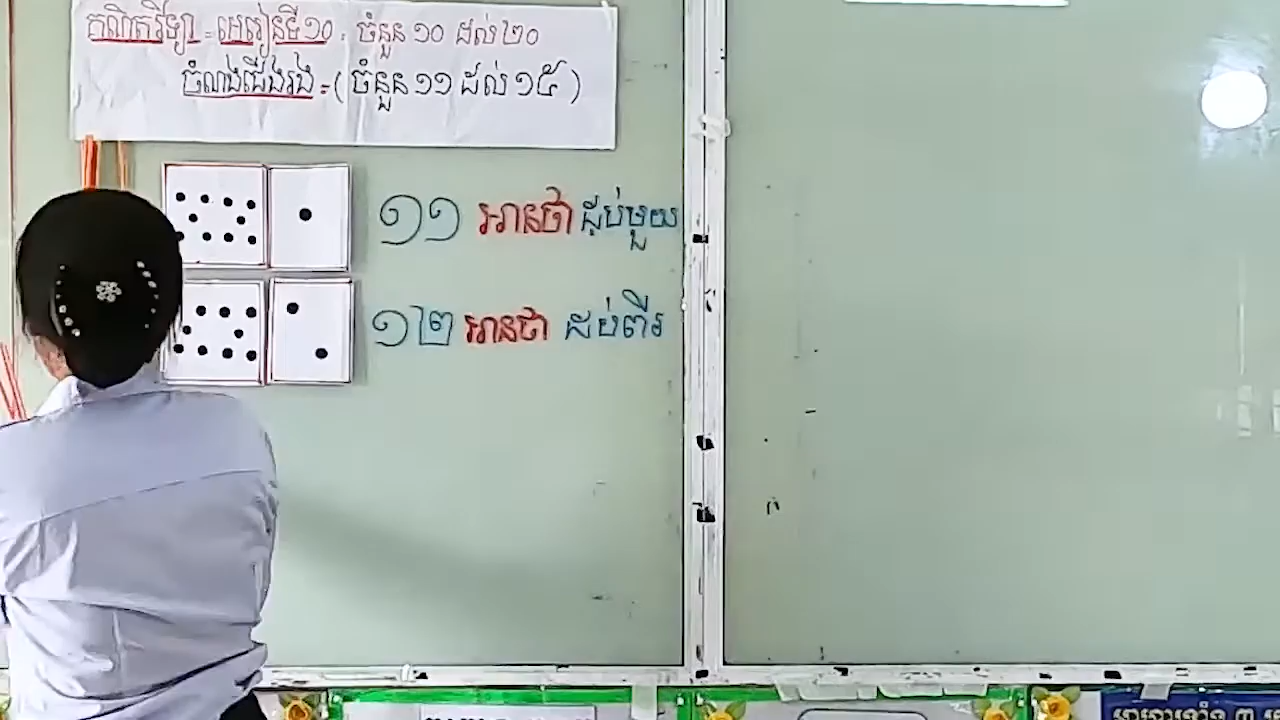 គណិតវិទ្យា = មេរៀនទី១០ : ចំនួន ១០ ដល់ ២០
ចំណងជើងរង := ( ចំនួន ១១ ដល់ ១៥ )
១១ អានថា ដប់មួយ
១២ អានថា ដប់ពីរ